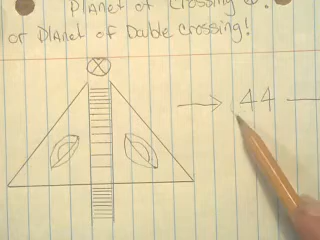 Planet of Crossing ⊗.
or Planet of Double Crossing!
44